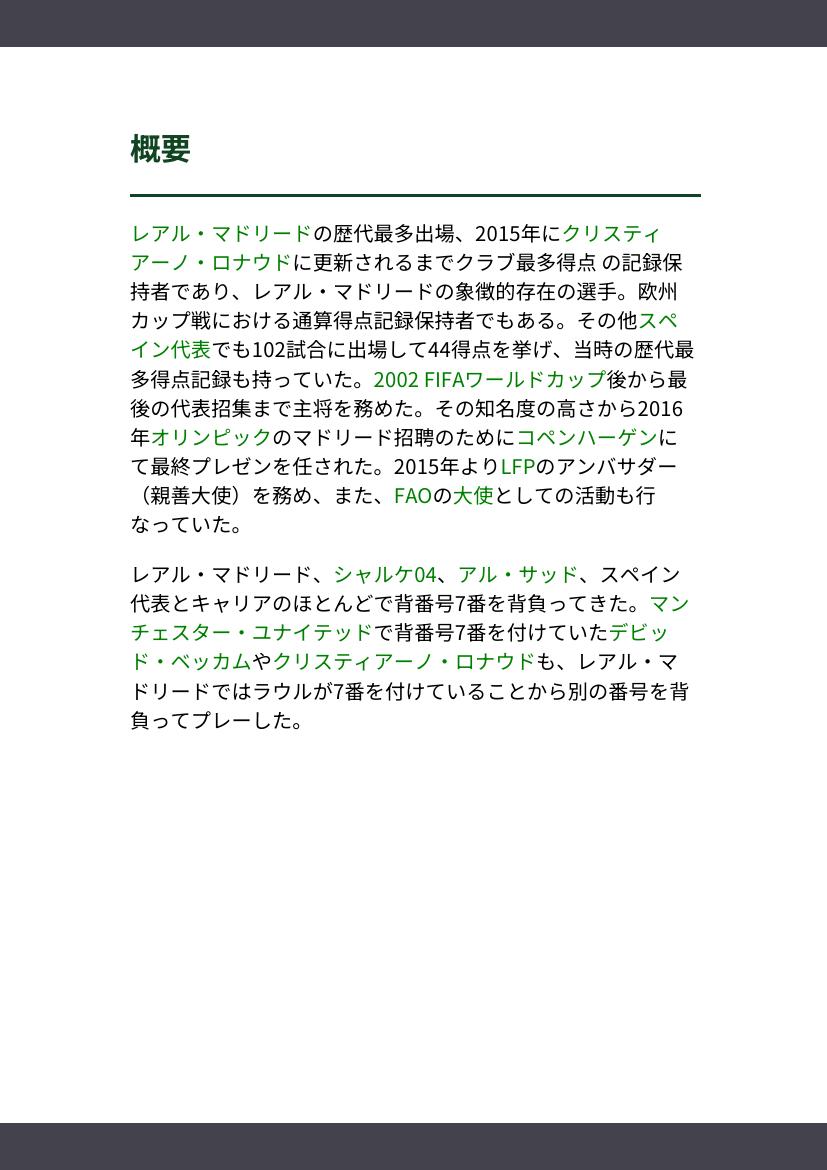 概要
レアル・マドリードの歴代最多出場、2015年にクリスティ
アーノ・ロナウドに更新されるまでクラブ最多得点 の記録保
持者であり、レアル・マドリードの象徴的存在の選手。欧州
カップ戦における通算得点記録保持者でもある。その他スペ
イン代表でも102試合に出場して44得点を挙げ、当時の歴代最
多得点記録も持っていた。2002 FIFAワールドカップ後から最
後の代表招集まで主将を務めた。その知名度の高さから2016
年オリンピックのマドリード招聘のためにコペンハーゲンに
て最終プレゼンを任された。2015年よりLFPのアンバサダー
（親善大使）を務め、また、FAOの大使としての活動も行
なっていた。
レアル・マドリード、シャルケ04、アル・サッド、スペイン
代表とキャリアのほとんどで背番号7番を背負ってきた。マン
チェスター・ユナイテッドで背番号7番を付けていたデビッ
ド・ベッカムやクリスティアーノ・ロナウドも、レアル・マ
ドリードではラウルが7番を付けていることから別の番号を背
負ってプレーした。